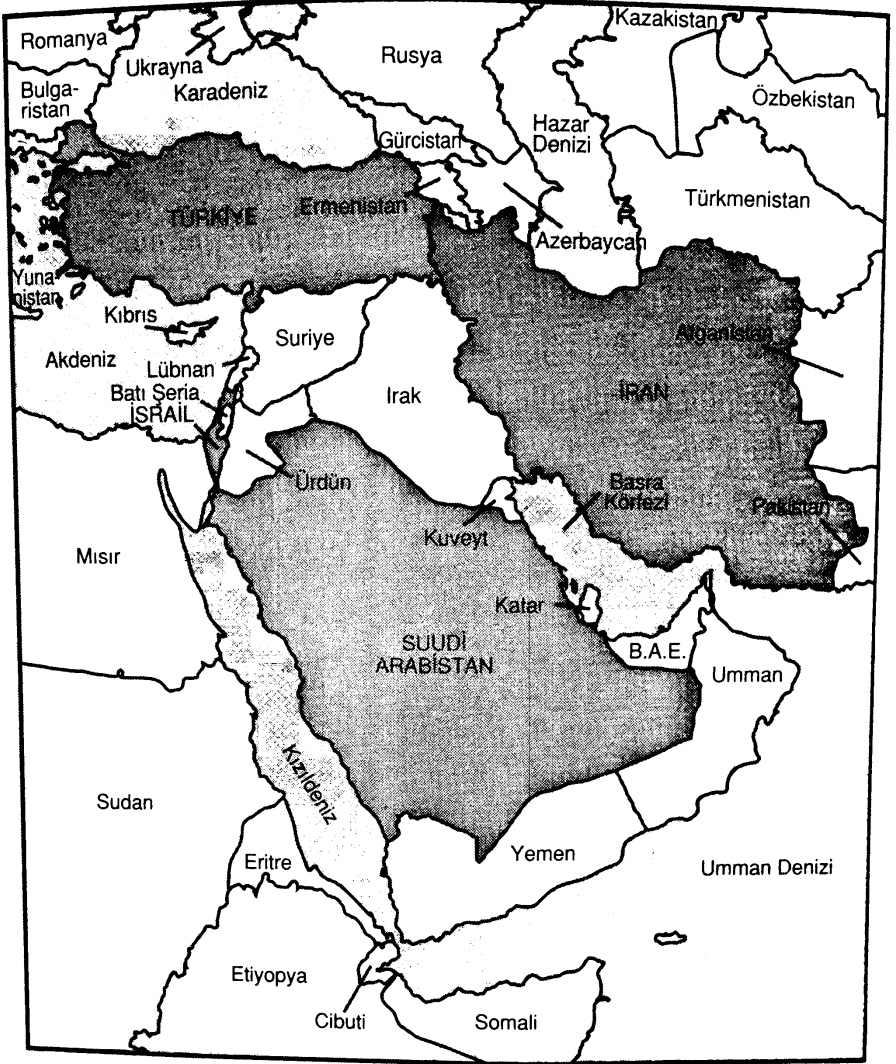 Romanya
Ukrayna
Rusya
Kazakistan
Bulga-
ristan
Karadeniz
Gürcistan
Hazar
Denizi
Özbekistan
TÜRKİYE
Ermenistan
Azerbaycan
Türkmenistan
Yuna
nistan
Kıbrıs
Akdeniz
Suriye
Lübnan
Batı Şeria
İSRAİL
Irak
İRAN
Afganistan
Ürdün
Basra
Körfezi
Pakistan
Kuveyt
Mısır
Katar
SUUDİ
ARABİSTAN
B.A.E.
Umman
Kızıldeniz
Sudan
Eritre
Yemen
Umman Denizi
Etiyopya
Cibuti
Somali